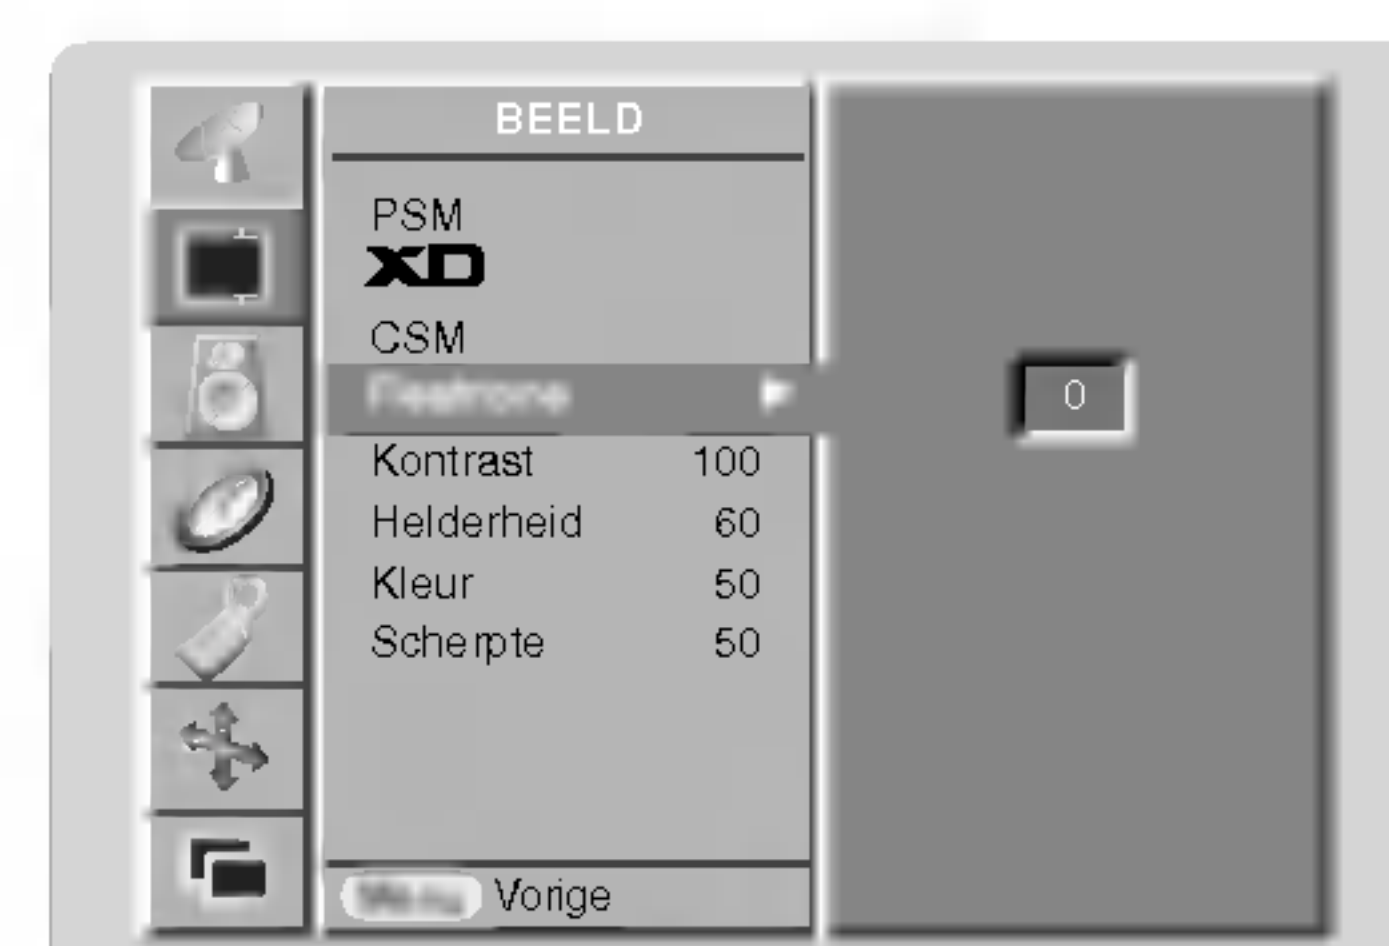 BEELD
PSM
XD
CSM
0
Kontrast 100
Helderheid 60
Kleur 50
Scherpte 50
Vorige